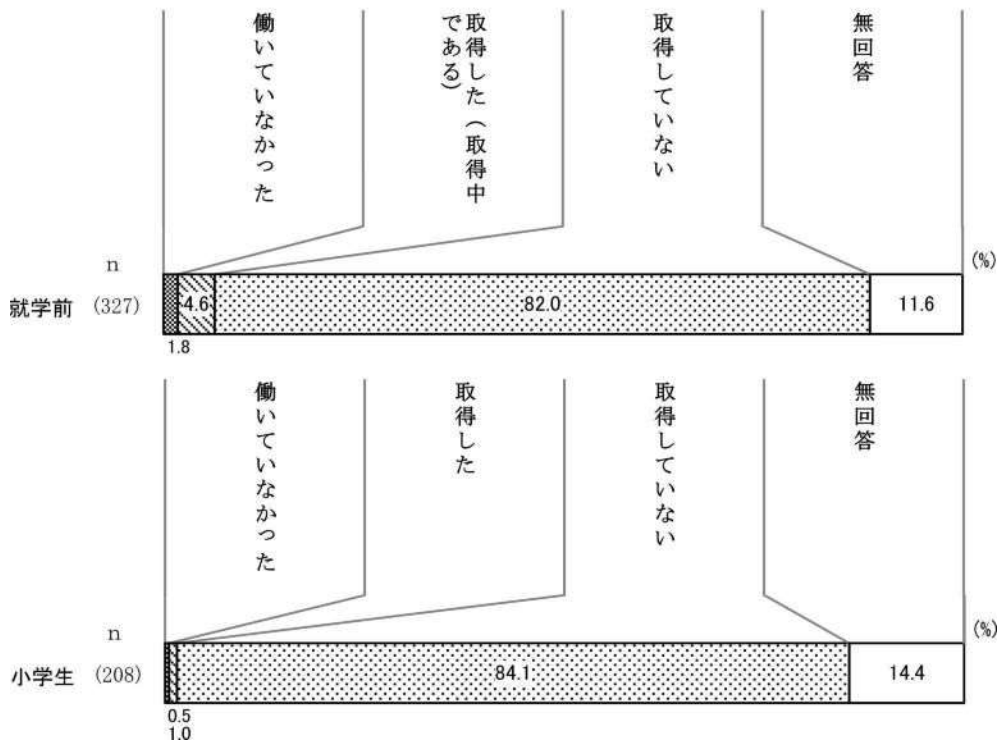 働いていなかった
取得した（取得中
である）
取得していない
無回答
n
(%)
就学前 (327)
4.6
82.0
11.6
1.8
働いていなかった
取得した
取得していない
無回答
n
(%)
小学生 (208)
84.1
14.4
0.5
1.0